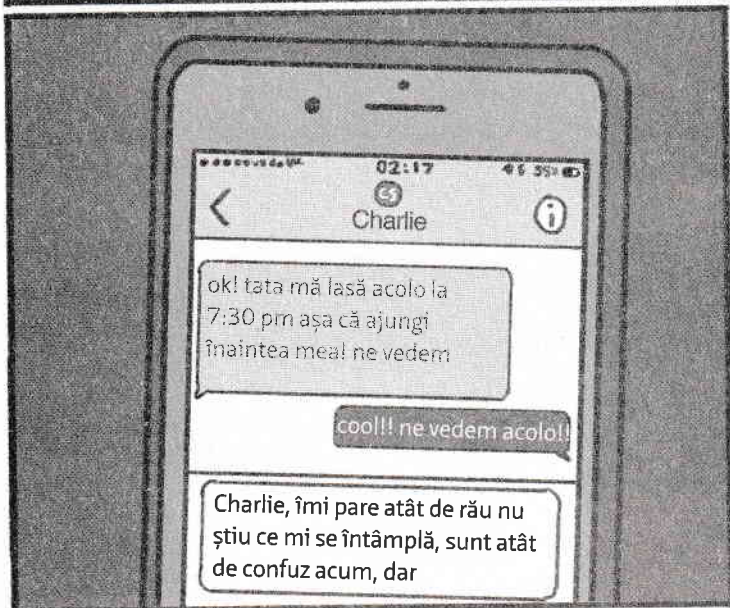 02:17
35%
CS
Charlie
ok! tata mă lasă acolo la
7:30 pm așa că ajungi
înaintea mea! ne vedem
cool!!! ne vedem acolo!!
Charlie, îmi pare atât de rău nu
știu ce mi se întâmplă, sunt atât
de confuz acum, dar